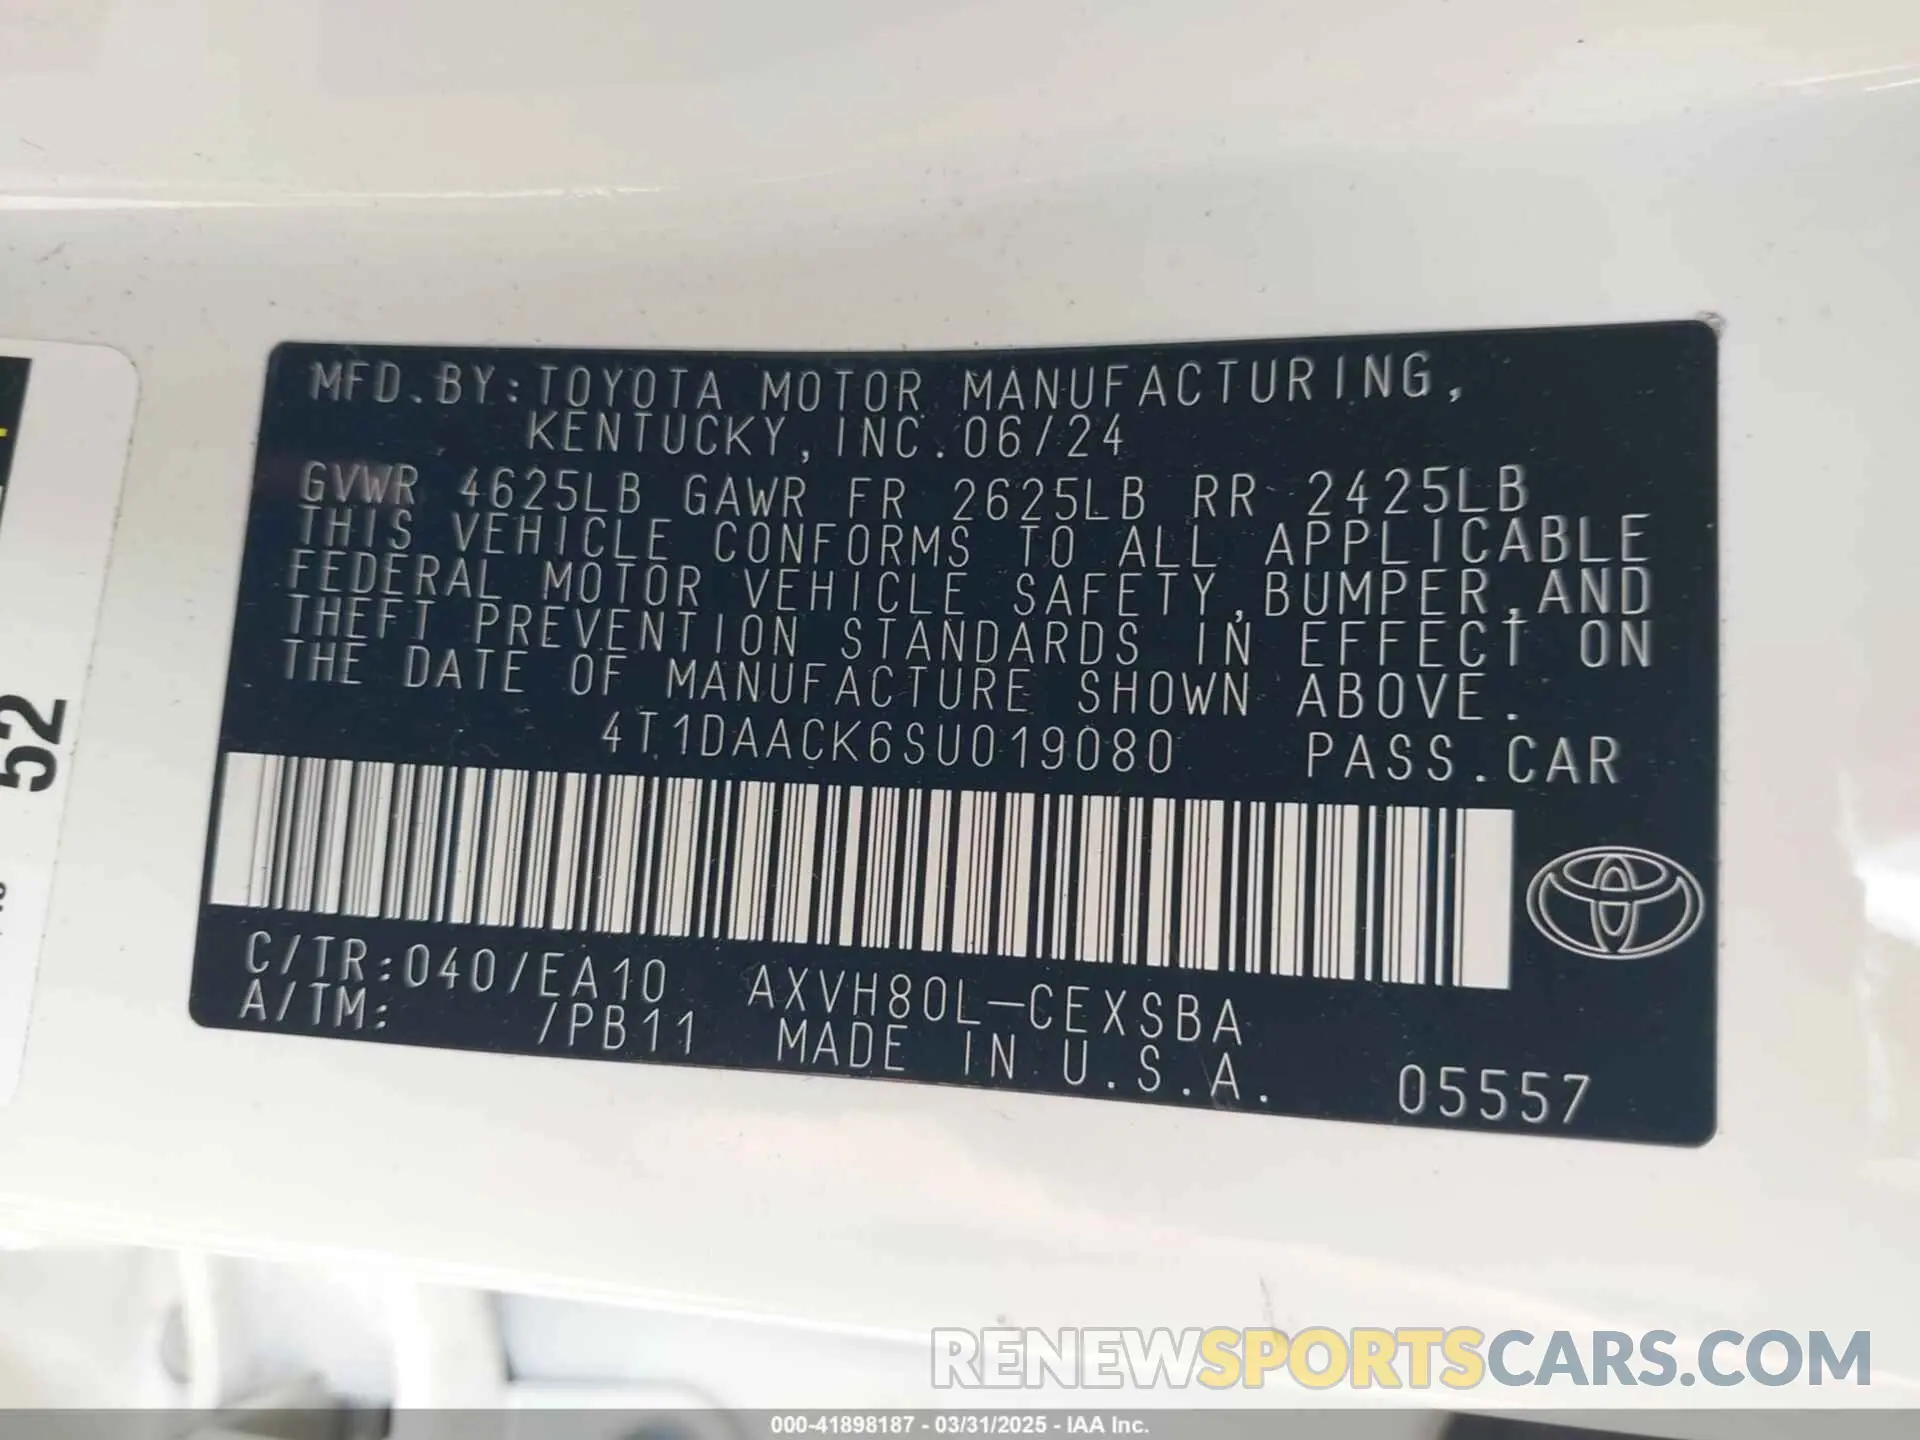 MFD.BY:TOYOTA MOTOR MANUFACTURING,
KENTUCKY,INC.06/24
GVWR 4625LB GAWR FR 2625LB RR 2425LB
THIS VEHICLE CONFORMS TO ALL APPLICABLE
FEDERAL MOTOR VEHICLE SAFETY,BUMPER,AND
THEFT PREVENTION STANDARDS IN EFFECT ON
THE DATE OF MANUFACTURE SHOWN ABOVE.
4T1DAACK6SU019080 PASS.CAR
C/TR:040/EA10 AXVH80L-CEXSBA
A/TM: /PB11 MADE IN U.S.A. 05557
52
RENEWSPORTSCARS.COM
000-41898187 - 03/31/2025 - IAA Inc.